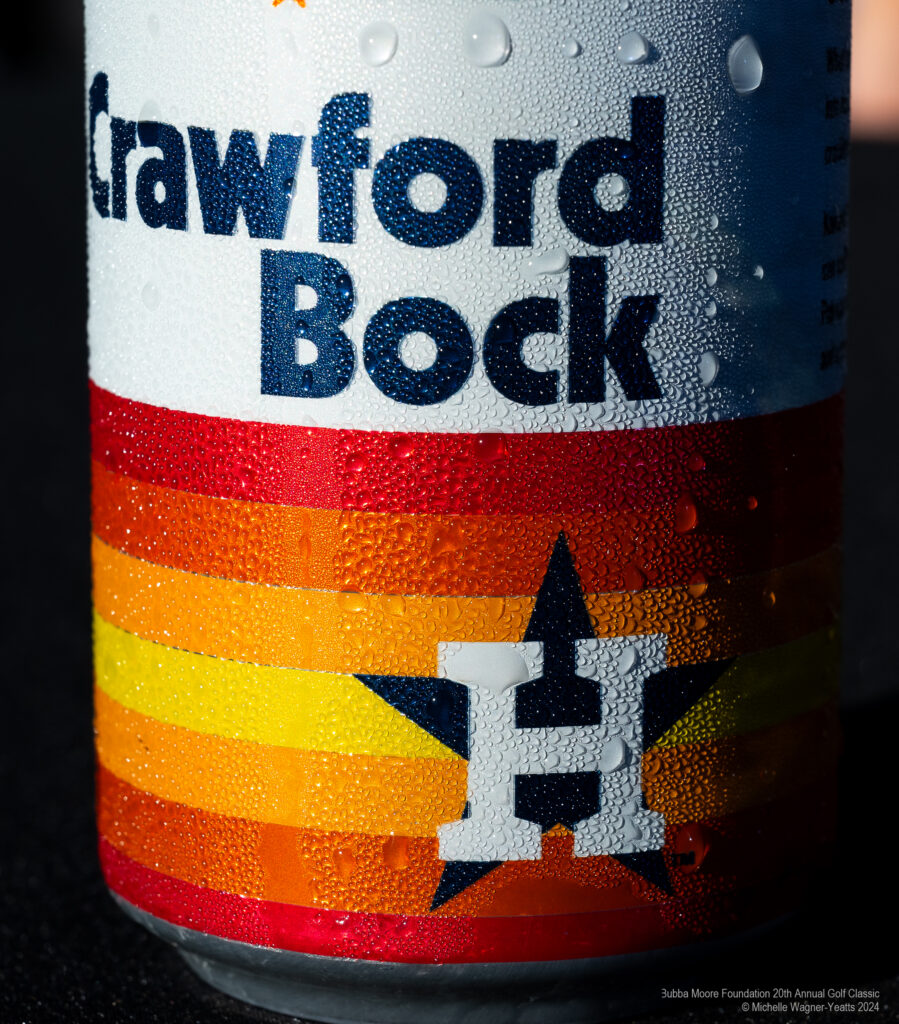 Crawford
Bock
H
Bubba Moore Foundation 20th Annual Golf Classic
© Michelle Wagner-Yeatts 2024